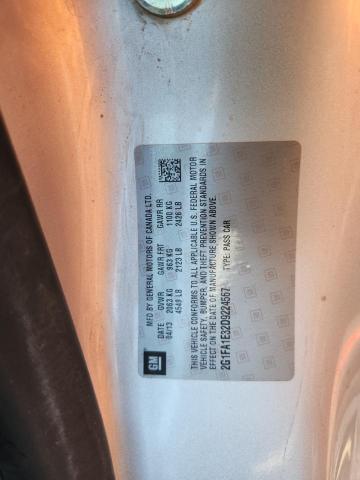 GM
MFD BY GENERAL MOTORS OF CANADA LTD.
DATE GVWR GAWR FRT GAWR RR
04/13 2063 KG 963 KG 1100 KG
4549 LB 2123 LB 2426 LB
THIS VEHICLE CONFORMS TO ALL APPLICABLE U.S. FEDERAL MOTOR
VEHICLE SAFETY, BUMPER, AND THEFT PREVENTION STANDARDS IN
EFFECT ON THE DATE OF MANUFACTURE SHOWN ABOVE.
2G1FA1E32D9224567 TYPE: PASS CAR